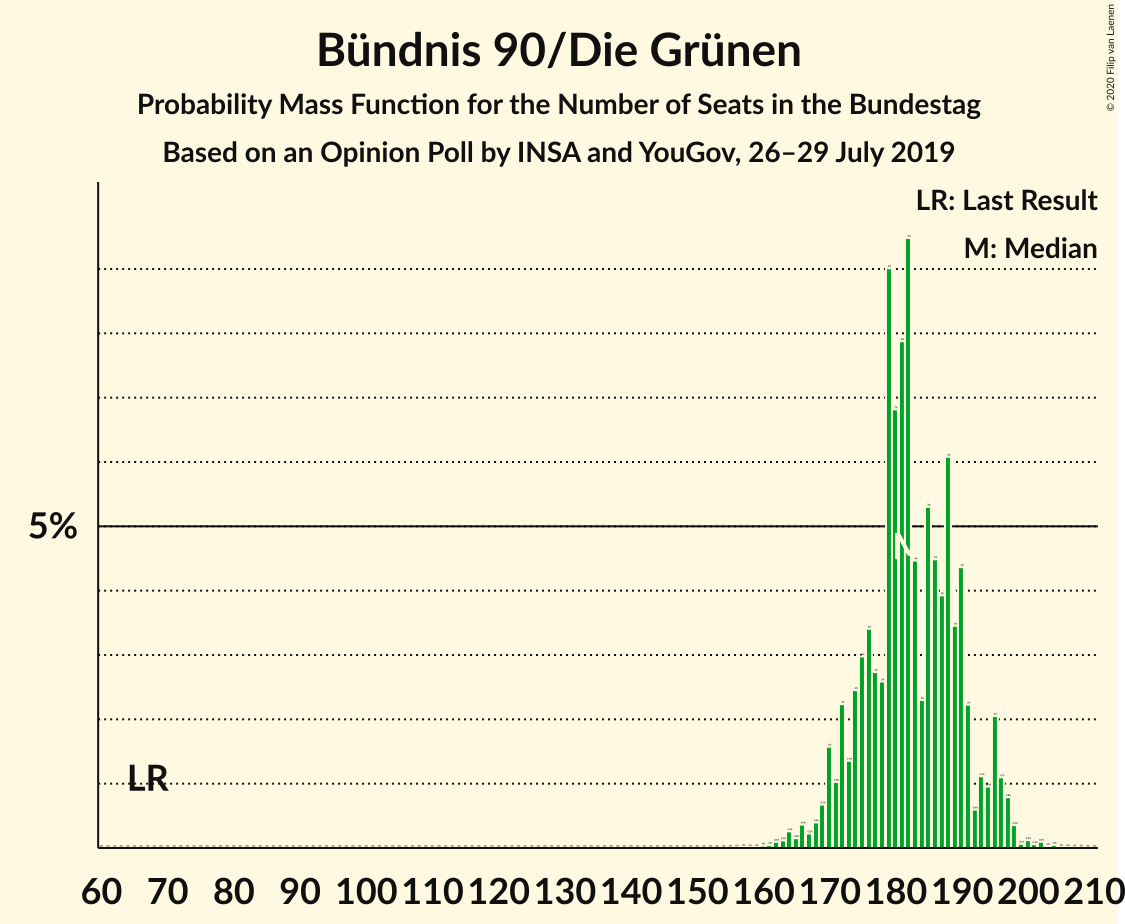 Bündnis 90/Die Grünen
Probability Mass Function for the Number of Seats in the Bundestag
Based on an Opinion Poll by INSA and YouGov, 26–29 July 2019
© 2020 Filip van Laenen
LR: Last Result
M: Median
5%
LR
60 70 80 90 100 110 120 130 140 150 160 170 180 190 200 210